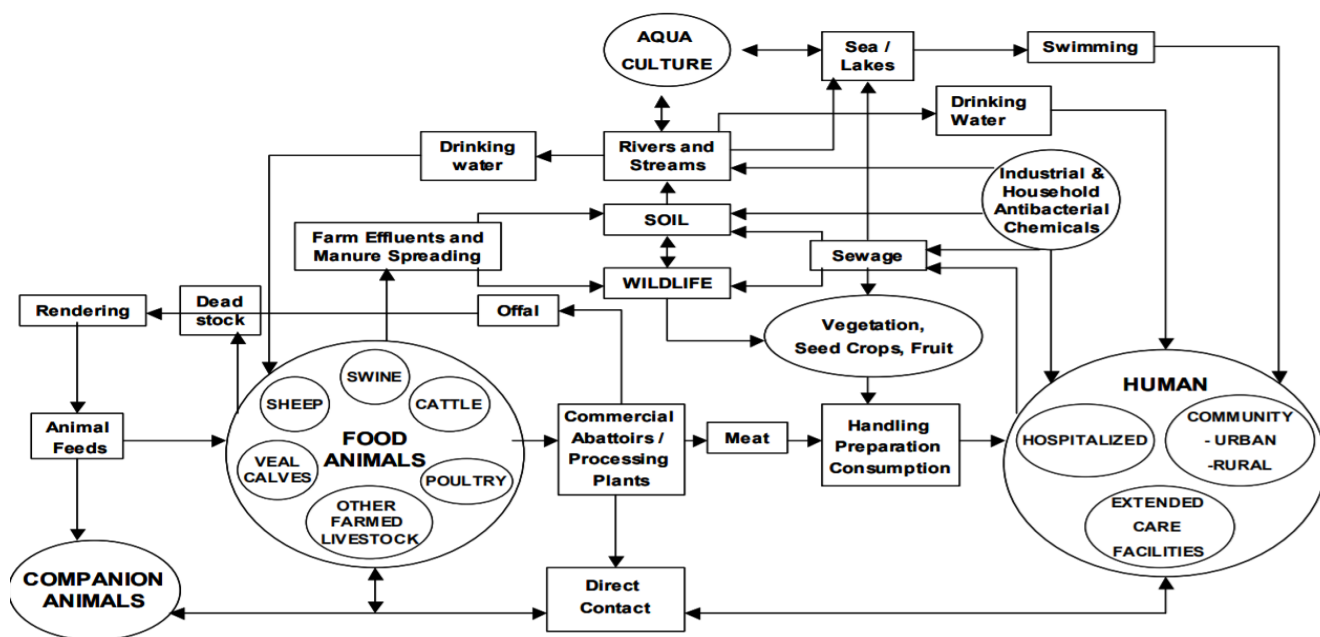 AQUA
CULTURE
Sea /
Lakes
Swimming
Drinking
Water
Drinking
water
Rivers and
Streams
Industrial &
Household
Antibacterial
Chemicals
SOIL
Farm Effluents and
Manure Spreading
Sewage
WILDLIFE
Rendering
Dead
stock
Offal
Vegetation,
Seed Crops, Fruit
SWINE
SHEEP
CATTLE
FOOD
ANIMALS
VEAL
CALVES
POULTRY
OTHER
FARMED
LIVESTOCK
Animal
Feeds
Commercial
Abattoirs /
Processing
Plants
Meat
Handling
Preparation
Consumption
HUMAN
HOSPITALIZED
COMMUNITY
- URBAN
-RURAL
EXTENDED
CARE
FACILITIES
COMPANION
ANIMALS
Direct
Contact